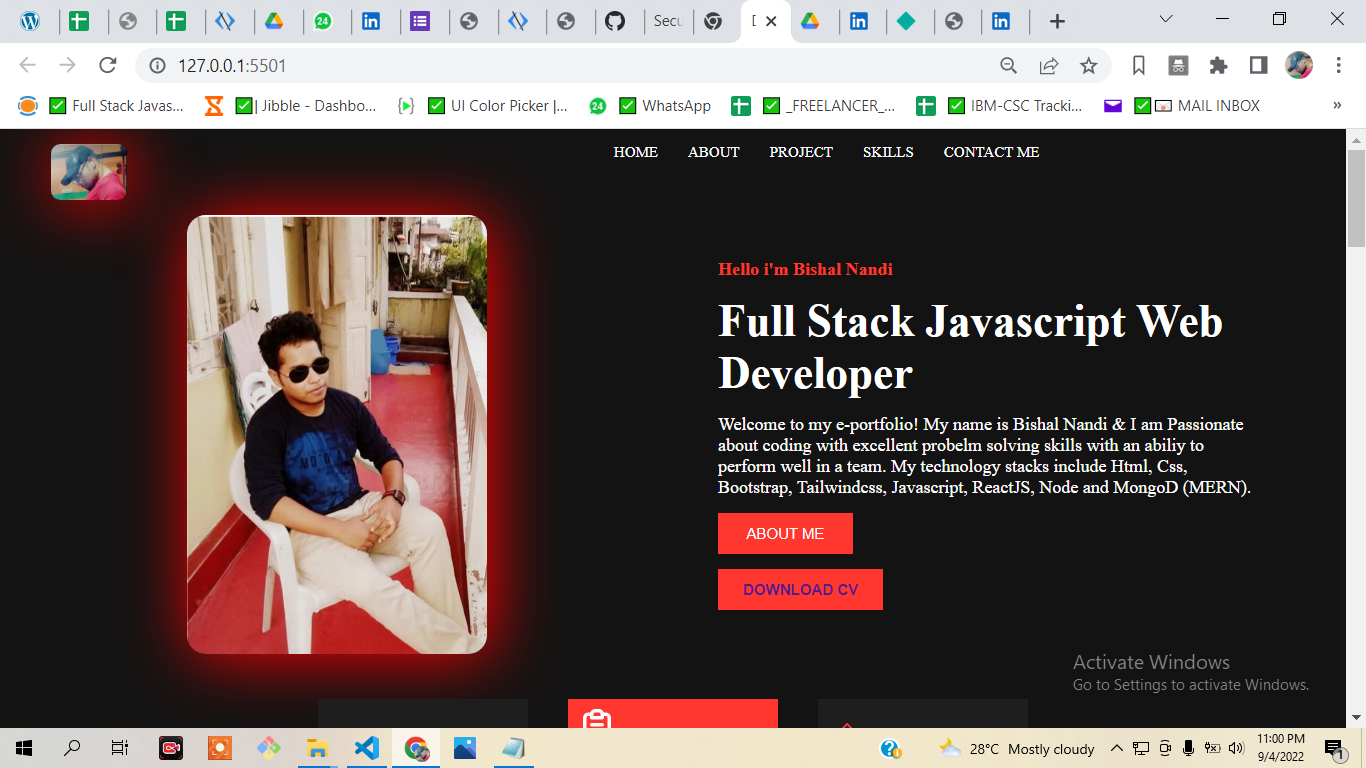 24
Secu
D
127.0.0.1:5501
Full Stack Javas...
| Jibble - Dashbo...
UI Color Picker |...
24
WhatsApp
_FREELANCER_...
IBM-CSC Tracki...
MAIL INBOX
»
HOME
ABOUT
PROJECT
SKILLS
CONTACT ME
Hello i'm Bishal Nandi
Full Stack Javascript Web
Developer
Welcome to my e-portfolio! My name is Bishal Nandi & I am Passionate
about coding with excellent probelm solving skills with an abiliy to
perform well in a team. My technology stacks include Html, Css,
Bootstrap, Tailwindcss, Javascript, ReactJS, Node and MongoD (MERN).
ABOUT ME
DOWNLOAD CV
Activate Windows
Go to Settings to activate Windows.
28°C Mostly cloudy
11:00 PM
9/4/2022
1